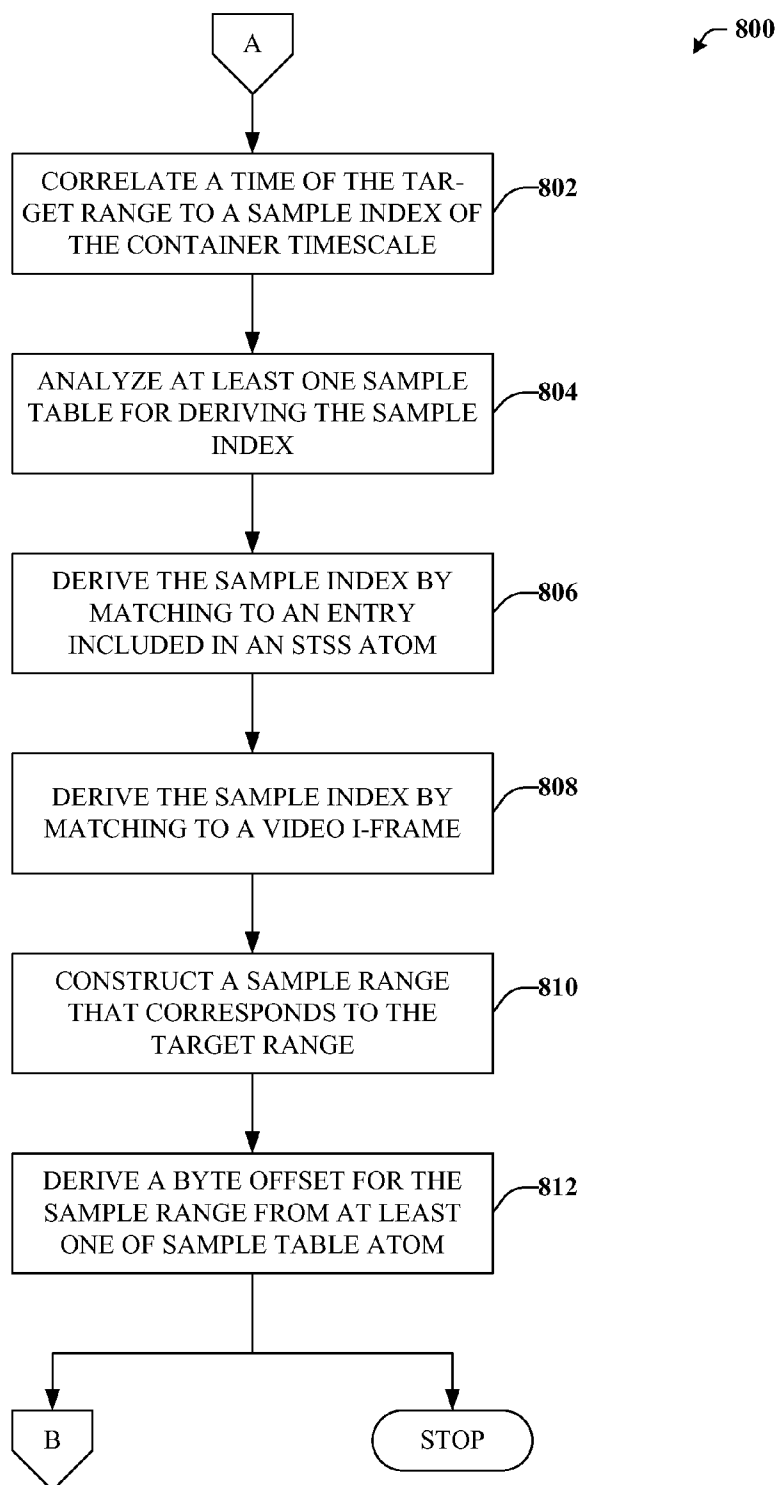 A
800
CORRELATE A TIME OF THE TAR-
GET RANGE TO A SAMPLE INDEX OF
THE CONTAINER TIMESCALE
802
ANALYZE AT LEAST ONE SAMPLE
TABLE FOR DERIVING THE SAMPLE
INDEX
804
DERIVE THE SAMPLE INDEX BY
MATCHING TO AN ENTRY
INCLUDED IN AN STSS ATOM
806
DERIVE THE SAMPLE INDEX BY
MATCHING TO A VIDEO I-FRAME
808
CONSTRUCT A SAMPLE RANGE
THAT CORRESPONDS TO THE
TARGET RANGE
810
DERIVE A BYTE OFFSET FOR THE
SAMPLE RANGE FROM AT LEAST
ONE OF SAMPLE TABLE ATOM
812
B
STOP